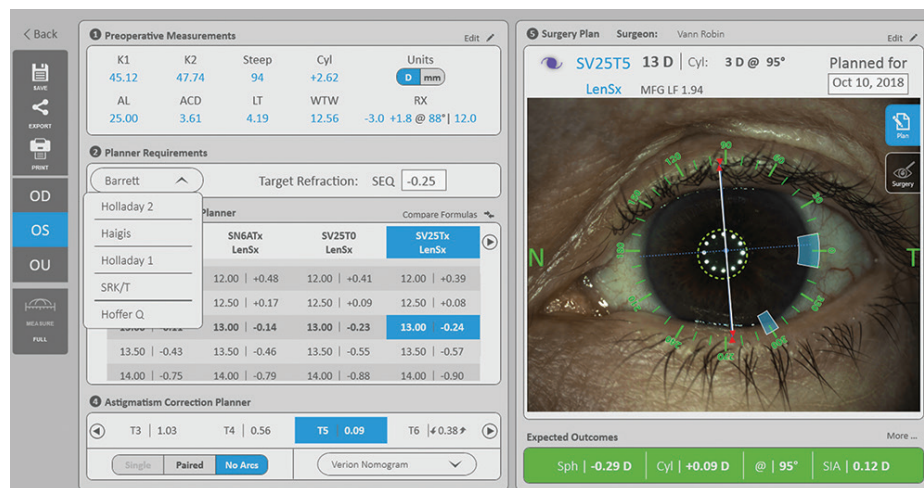 < Back
SAVE
EXPORT
PRINT
OD
OS
OU
MEASURE
FULL
1 Preoperative Measurements
Edit
K1 K2 Steep Cyl Units
45.12 47.74 94 +2.62 D mm
AL ACD LT WTW RX
25.00 3.61 4.19 12.56 -3.0 +1.8 @ 88°| 12.0
2 Planner Requirements
Barrett
Target Refraction: SEQ -0.25
Holladay 2
Haigis
Holladay 1
SRK/T
Hoffer Q
Planner
Compare Formulas
SN6ATx SV25T0 SV25Tx
LenSx LenSx LenSx
12.00 | +0.48 12.00 | +0.41 12.00 | +0.39
12.50 | +0.17 12.50 | +0.09 12.50 | +0.08
13.00 | -0.14 13.00 | -0.23 13.00 -0.24
13.50 | -0.43 13.50 | -0.46 13.50 | -0.55 13.50 | -0.57
14.00 | -0.75 14.00 | -0.79 14.00 | -0.88 14.00 | -0.90
4 Astigmatism Correction Planner
T3 | 1.03 T4 | 0.56 T5 0.09 T6 | 0.38
Single Paired No Arcs
Verion Nomogram
5 Surgery Plan Surgeon: Vann Robin
Edit
SV25T5 13 D | Cyl: 3 D @ 95° Planned for
LenSx MFG LF 1.94 Oct 10, 2018
Plan
Surgery
N
T
120
90
Expected Outcomes
More ...
Sph | -0.29 D Cyl | +0.09 D @ | 95° SIA | 0.12 D